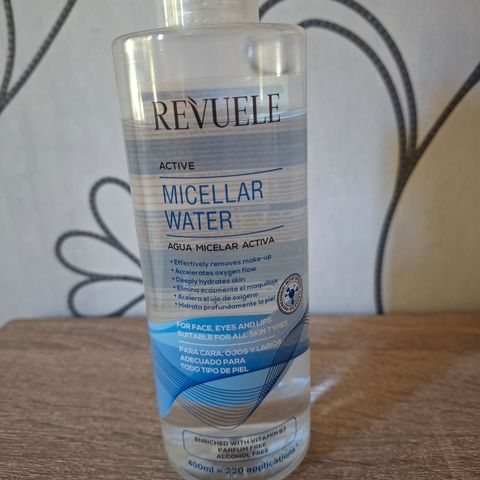 REVUELE
ACTIVE
MICELLAR
WATER
AGUA MICELAR ACTIVA
• Effectively removes make-up
• Accelerates oxygen flow
• Deeply hydrates skin
• Elimina ecazmente el maquillaje
• Acelera el ujo de oxígeno
• Hidrata profundamente la piel
FOR FACE, EYES AND LIPS
SUITABLE FOR ALL SKIN TYPES
PARA CARA, OJOS Y LABIOS
ADECUADO PARA
TODO TIPO DE PIEL
ENRICHED WITH VITAMIN B3
PARFUM FREE
ALCOHOL FREE
400ml = 220 applications*